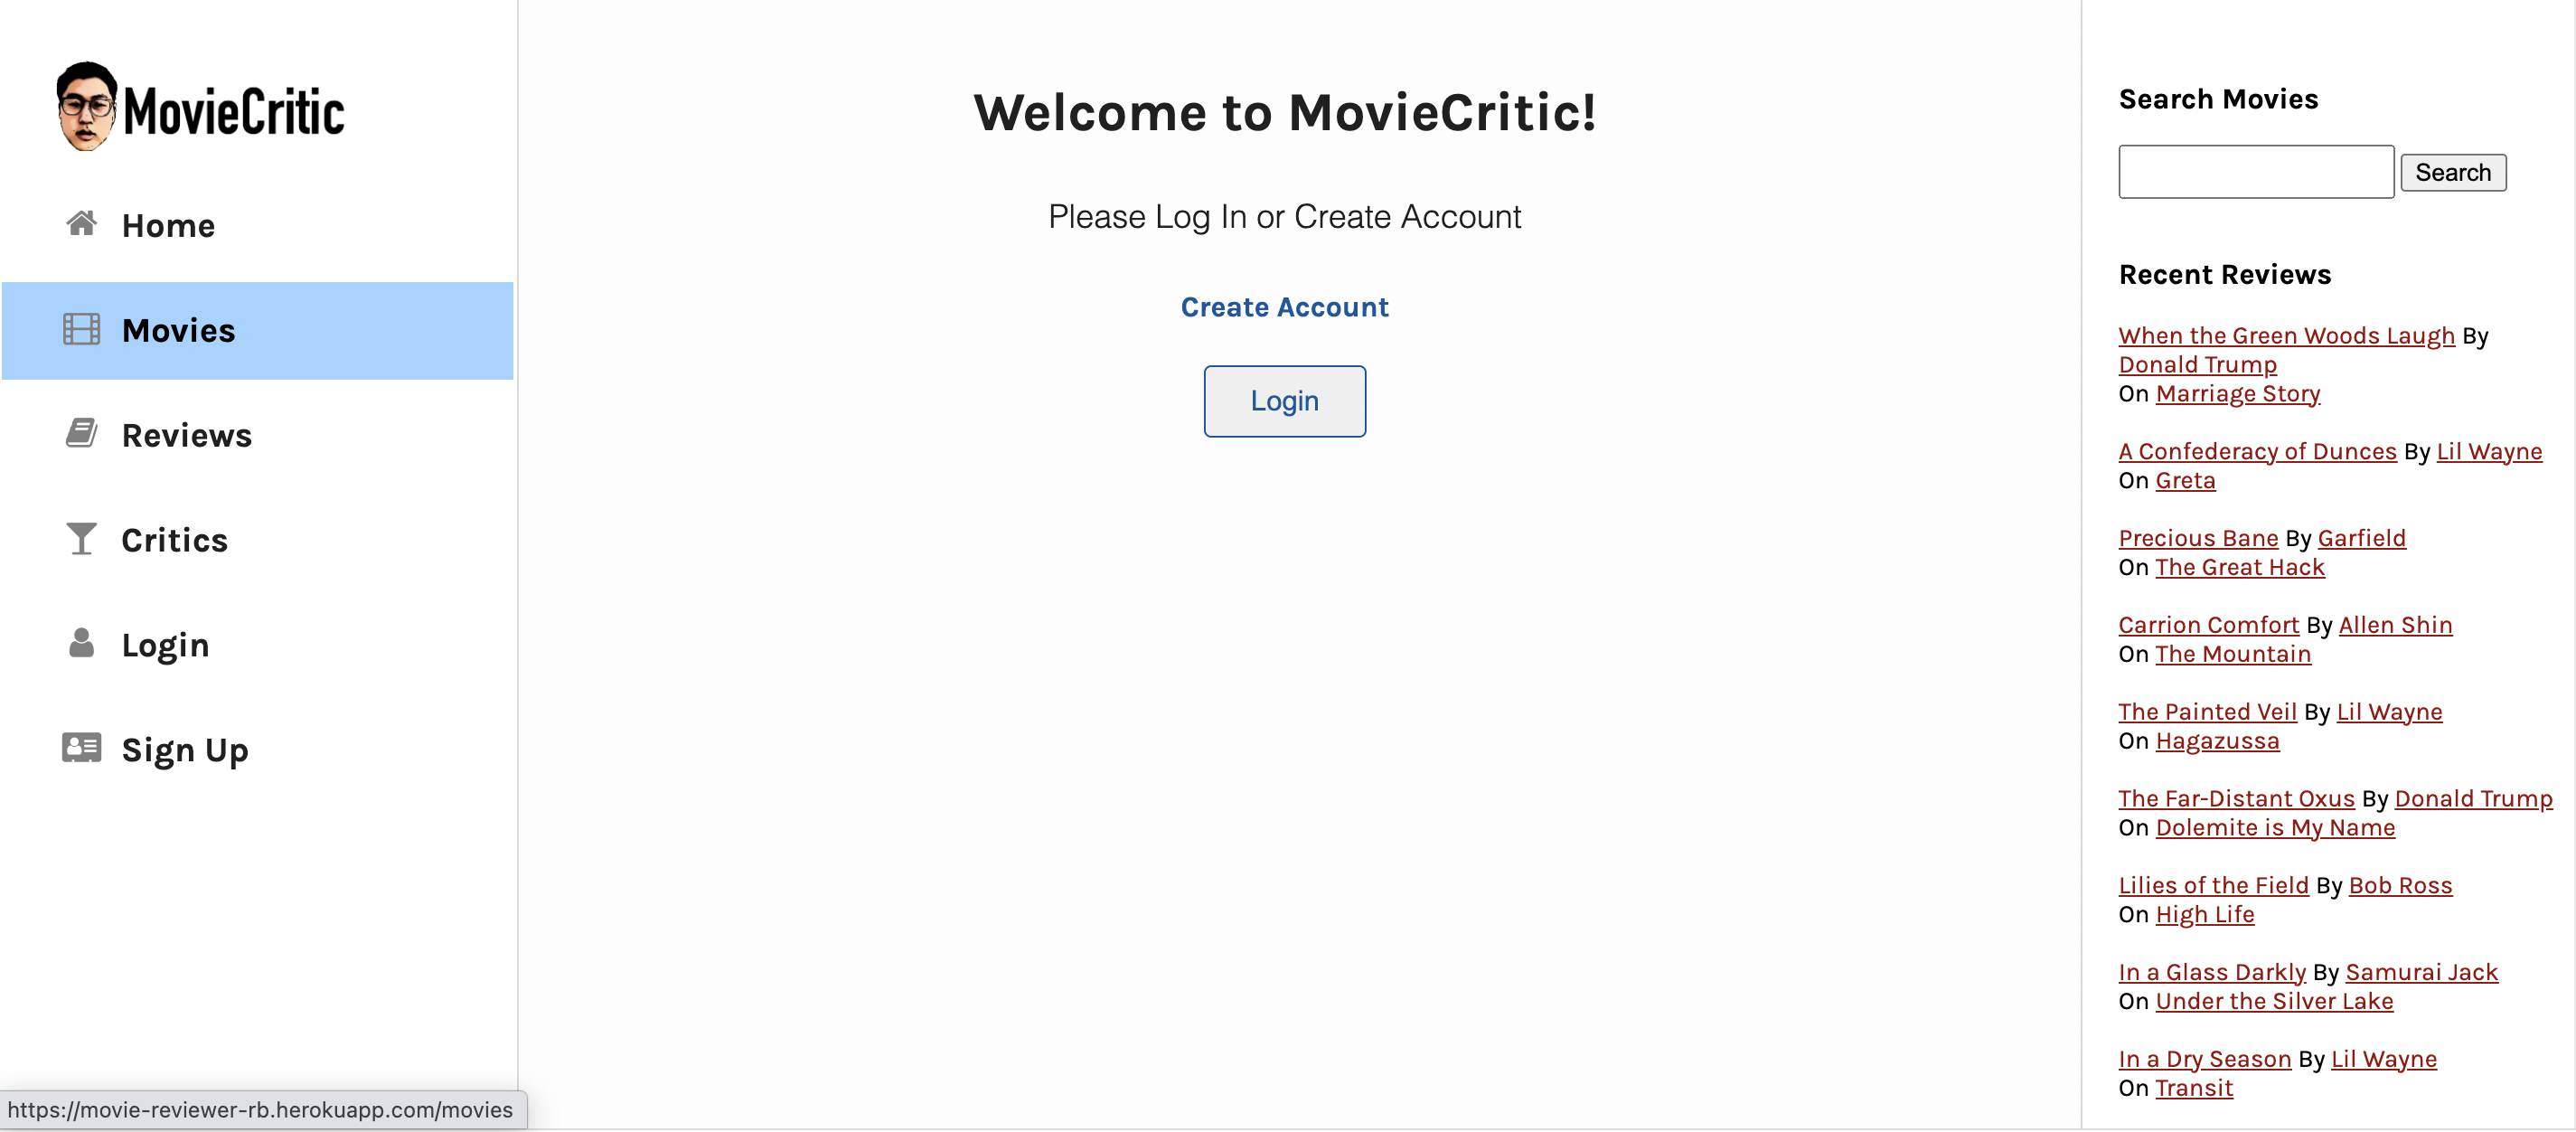 MovieCritic
Home
Movies
Reviews
Critics
Login
Sign Up
Welcome to MovieCritic!
Please Log In or Create Account
Create Account
Login
Search Movies
Search
Recent Reviews
When the Green Woods Laugh By
Donald Trump
On Marriage Story
A Confederacy of Dunces By Lil Wayne
On Greta
Precious Bane By Garfield
On The Great Hack
Carrion Comfort By Allen Shin
On The Mountain
The Painted Veil By Lil Wayne
On Hagazussa
The Far-Distant Oxus By Donald Trump
On Dolemite is My Name
Lilies of the Field By Bob Ross
On High Life
In a Glass Darkly By Samurai Jack
On Under the Silver Lake
In a Dry Season By Lil Wayne
On Transit
https://movie-reviewer-rb.herokuapp.com/movies